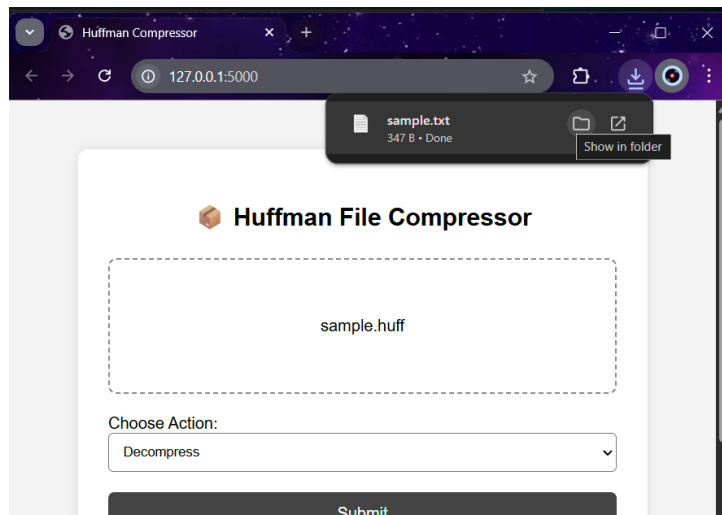 Huffman Compressor
127.0.0.1:5000
sample.txt
347 B • Done
Show in folder
Huffman File Compressor
sample.huff
Choose Action:
Decompress
Submit